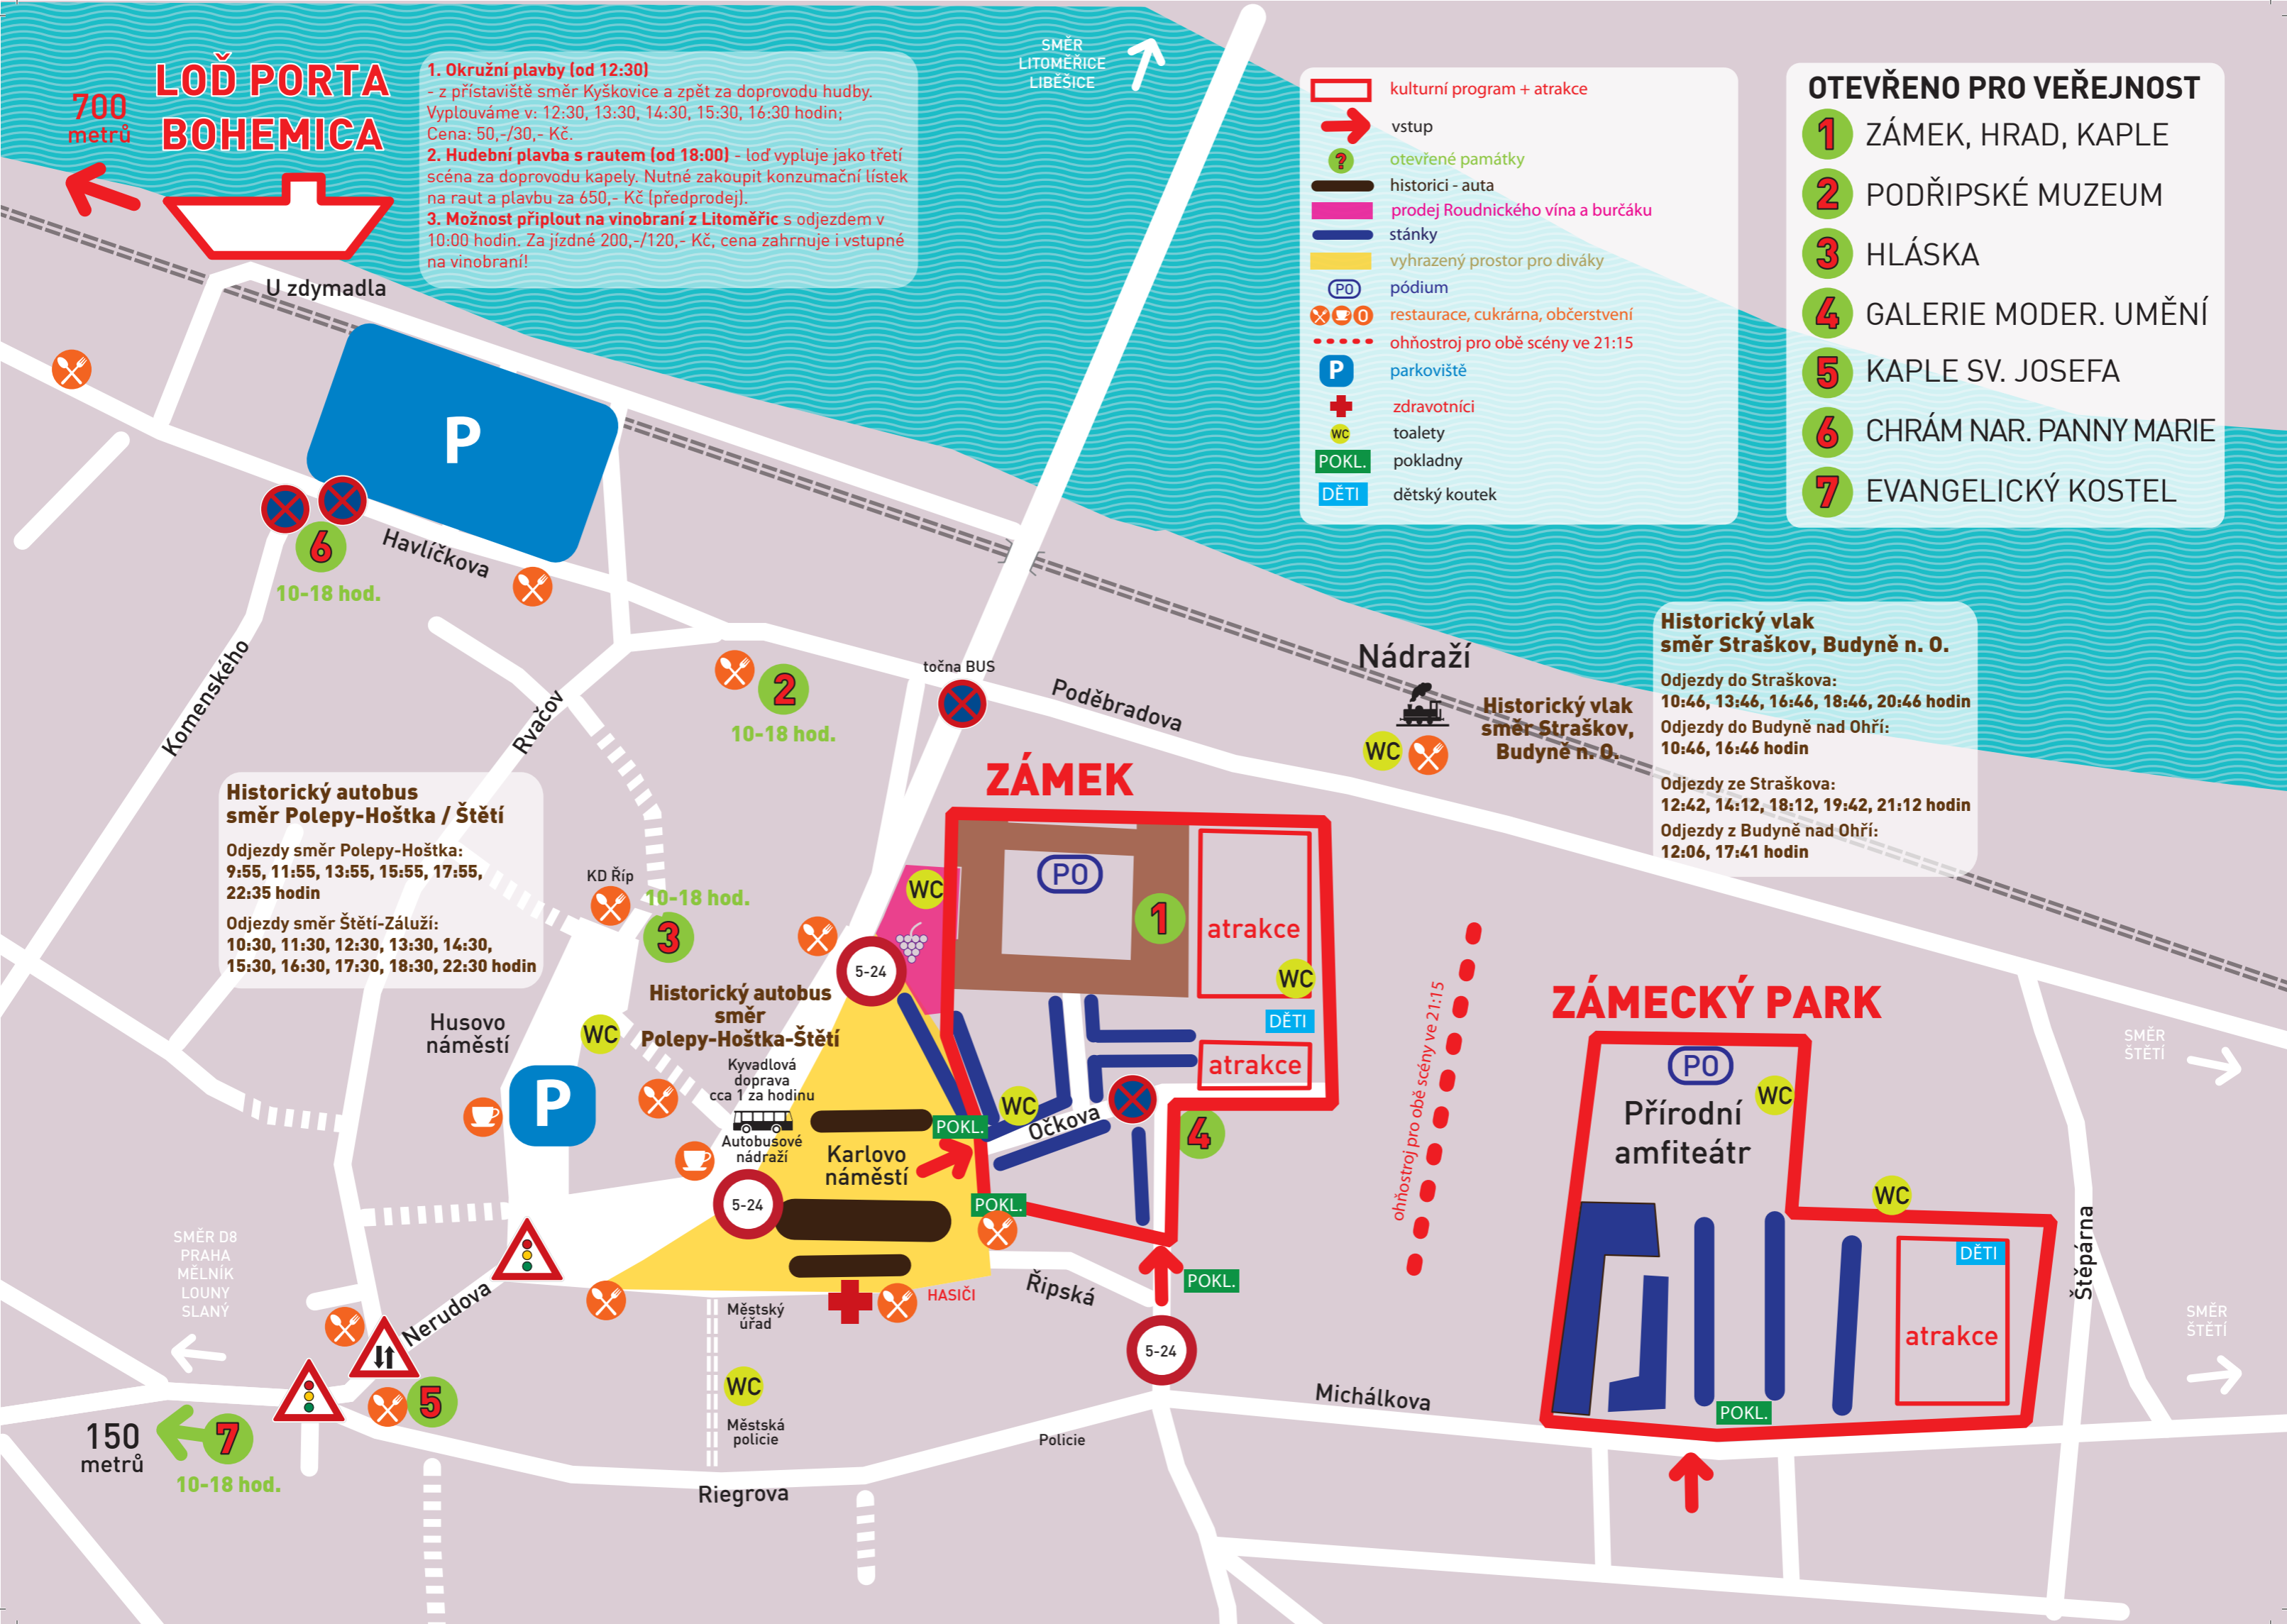 LOĎ PORTA
BOHEMICA
700
metrů
1. Okružní plavby (od 12:30)
- z přístaviště směr Kyškovice a zpět za doprovodu hudby.
Vyplouváme v: 12:30, 13:30, 14:30, 15:30, 16:30 hodin;
Cena: 50,-/30,- Kč.
2. Hudební plavba s rautem (od 18:00) - loď vypluje jako třetí
scéna za doprovodu kapely. Nutné zakoupit konzumační lístek
na raut a plavbu za 650,- Kč (předprodej).
3. Možnost připlout na vinobraní z Litoměřic s odjezdem v
10:00 hodin. Za jízdné 200,-/120,- Kč, cena zahrnuje i vstupné
na vinobraní!
SMĚR
LITOMĚŘICE
LIBĚŠICE
kulturní program + atrakce
vstup
? otevřené památky
historici - auta
prodej Roudnického vína a burčáku
stánky
vyhrazený prostor pro diváky
PO pódium
restaurace, cukrárna, občerstvení
ohňostroj pro obě scény ve 21:15
P parkoviště
zdravotníci
WC toalety
POKL. pokladny
DĚTI dětský koutek
OTEVŘENO PRO VEŘEJNOST
1 ZÁMEK, HRAD, KAPLE
2 PODŘIPSKÉ MUZEUM
3 HLÁSKA
4 GALERIE MODER. UMĚNÍ
5 KAPLE SV. JOSEFA
6 CHRÁM NAR. PANNY MARIE
7 EVANGELICKÝ KOSTEL
U zdymadla
P
6
10-18 hod.
Havlíčkova
Komenského
Rvačov
2
10-18 hod.
točna BUS
Poděbradova
Nádraží
WC
Historický vlak
směr Straškov,
Budyně n. O.
Historický vlak
směr Straškov, Budyně n. O.
Odjezdy do Straškova:
10:46, 13:46, 16:46, 18:46, 20:46 hodin
Odjezdy do Budyně nad Ohří:
10:46, 16:46 hodin
Odjezdy ze Straškova:
12:42, 14:12, 18:12, 19:42, 21:12 hodin
Odjezdy z Budyně nad Ohří:
12:06, 17:41 hodin
Historický autobus
směr Polepy-Hoštka / Štětí
Odjezdy směr Polepy-Hoštka:
9:55, 11:55, 13:55, 15:55, 17:55,
22:35 hodin
Odjezdy směr Štětí-Záluží:
10:30, 11:30, 12:30, 13:30, 14:30,
15:30, 16:30, 17:30, 18:30, 22:30 hodin
KD Říp
10-18 hod.
3
ZÁMEK
PO
1
atrakce
WC
WC
DĚTI
atrakce
5-24
Historický autobus
směr
Polepy-Hoštka-Štětí
Kyvadlová
doprava
cca 1 za hodinu
Autobusové
nádraží
Husovo
náměstí
WC
P
Karlovo
náměstí
POKL.
WC
Očkova
4
POKL.
5-24
ohňostroj pro obě scény ve 21:15
ZÁMECKÝ PARK
PO
WC
Přírodní
amfiteátr
WC
DĚTI
atrakce
POKL.
Štěpárna
SMĚR
ŠTĚTÍ
SMĚR
ŠTĚTÍ
SMĚR D8
PRAHA
MĚLNÍK
LOUNY
SLANÝ
Nerudova
Městský
úřad
HASIČI
Řipská
POKL.
5-24
WC
Městská
policie
Policie
Michálkova
5
7
150
metrů
10-18 hod.
Riegrova